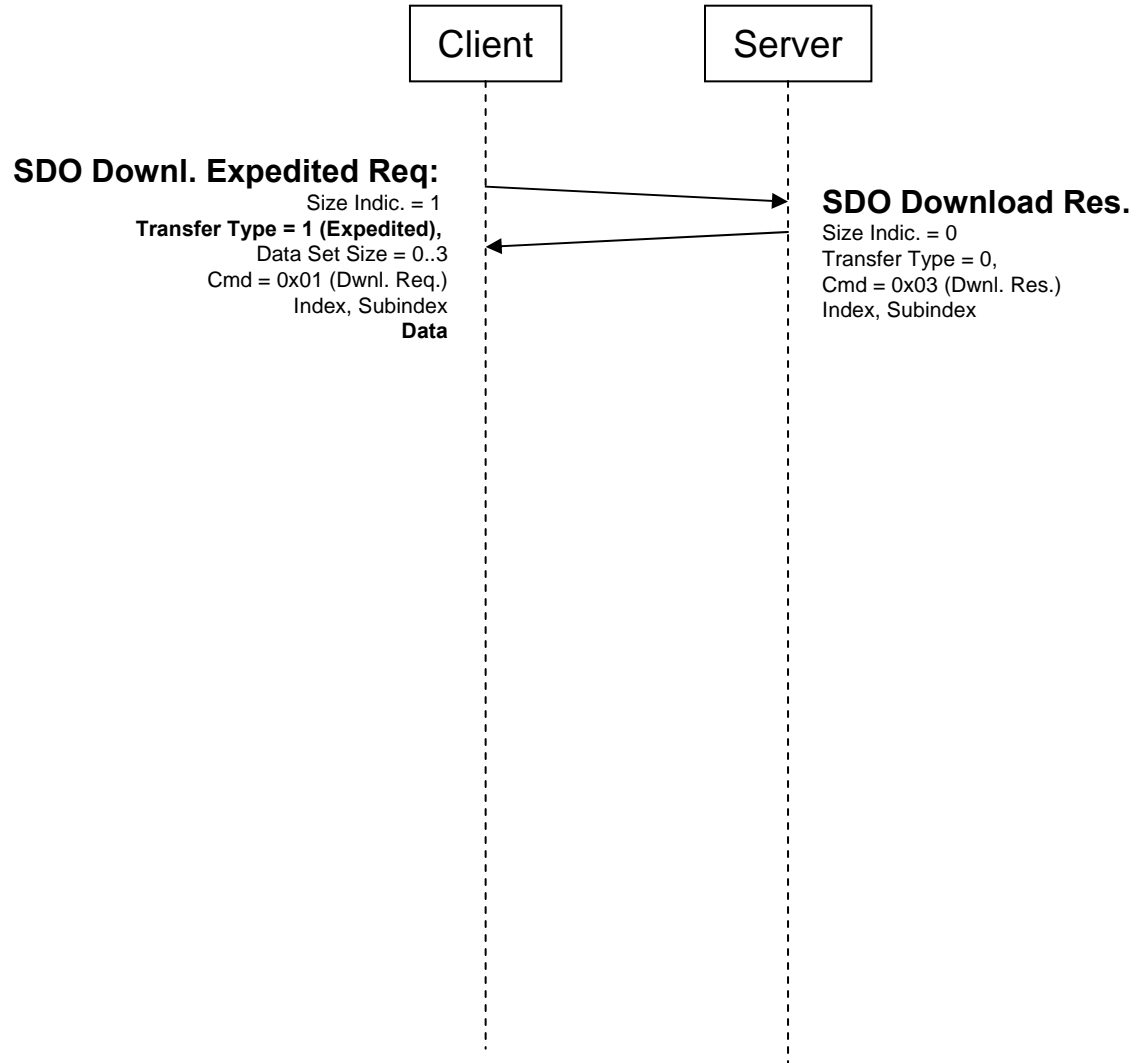 Client
Server
SDO Downl. Expedited Req:
Size Indic. = 1
Transfer Type = 1 (Expedited),
Data Set Size = 0..3
Cmd = 0x01 (Dwnl. Req.)
Index, Subindex
Data
SDO Download Res.
Size Indic. = 0
Transfer Type = 0,
Cmd = 0x03 (Dwnl. Res.)
Index, Subindex